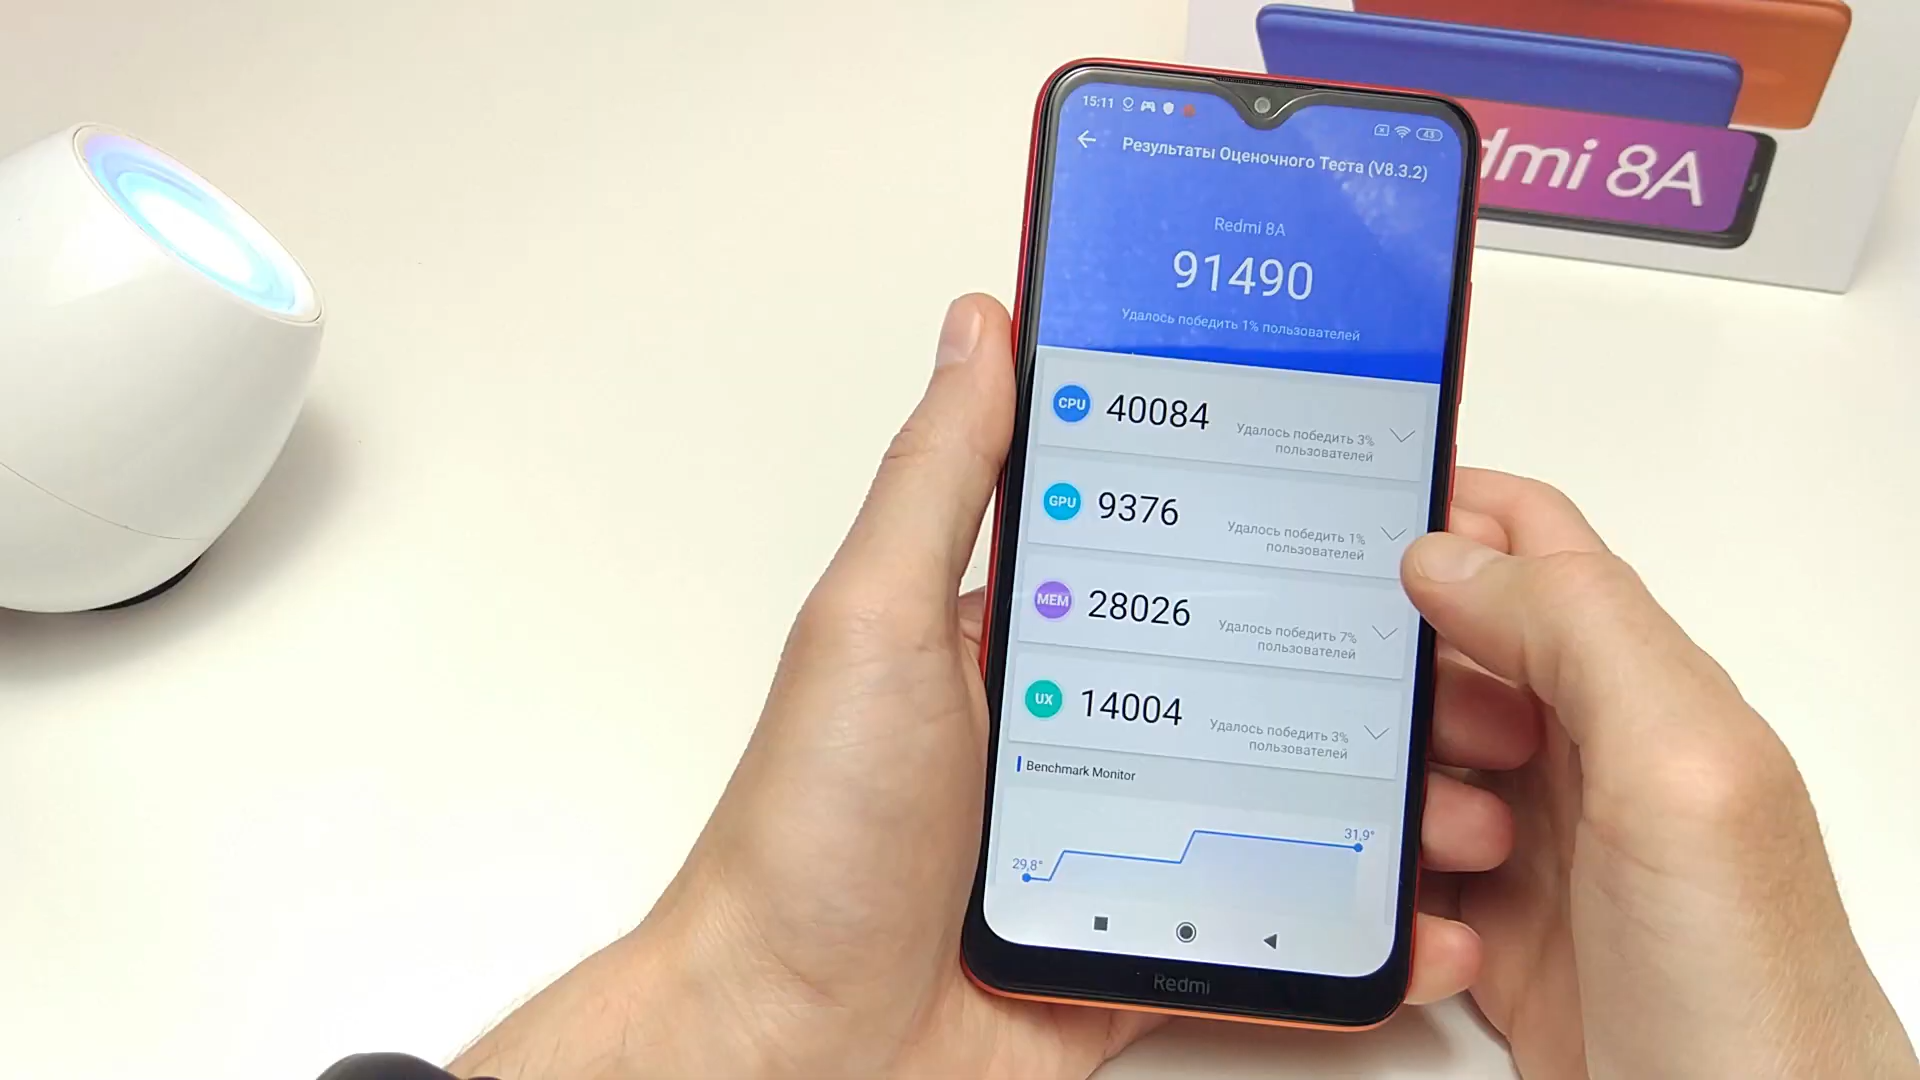 15:11
43
Результаты Оценочного Теста (V8.3.2)
Redmi 8A
91490
Удалось победить 1% пользователей
CPU 40084 Удалось победить 3%
пользователей
GPU 9376 Удалось победить 1%
пользователей
MEM 28026 Удалось победить 7%
пользователей
UX 14004 Удалось победить 3%
пользователей
Benchmark Monitor
31,9°
29,8°
Redmi
dmi 8A